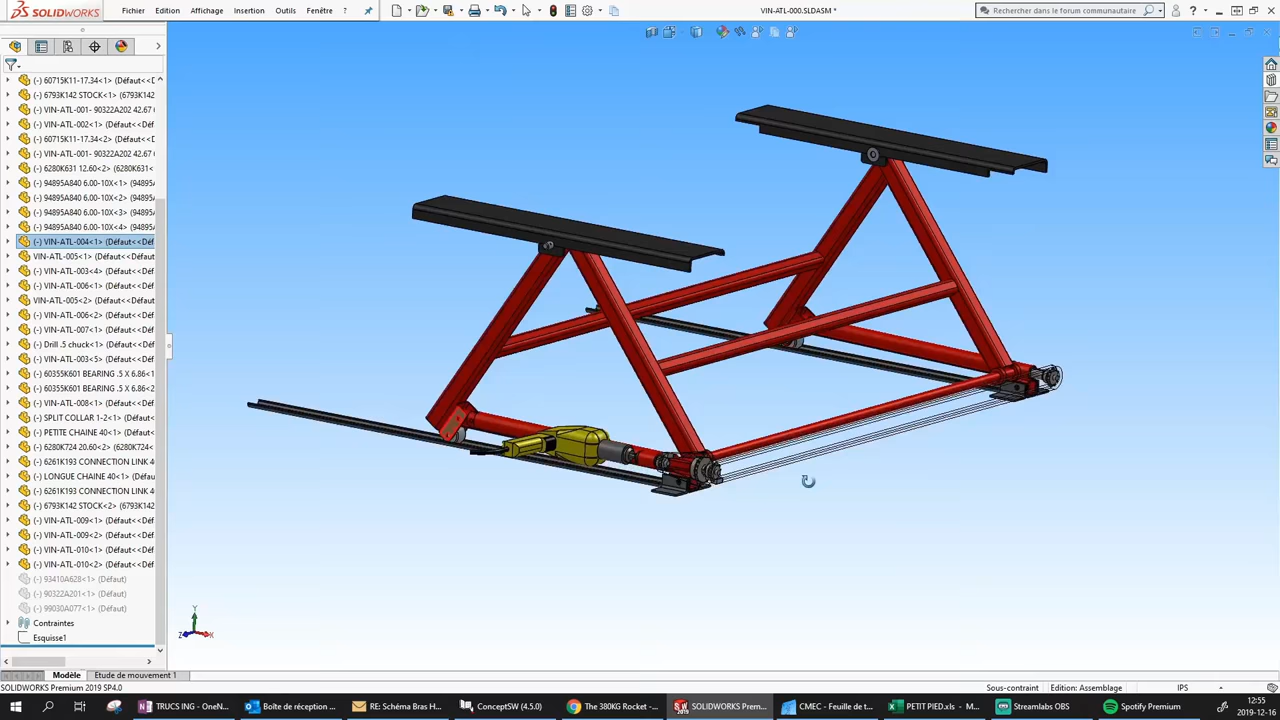 SOLIDWORKS
Fichier Edition Affichage Insertion Outils Fenêtre ?
VIN-ATL-000.SLDASM *
Rechercher dans le forum communautaire
(-) 60715K11-17.34<1> (Défaut<<D
(-) 6793K142 STOCK<1> (Défaut
(-) VIN-ATL-001- 90322A202 42.67
(-) VIN-ATL-002<1> (Défaut<<Déf
(-) 60715K11-17.34<2> (Défaut<<D
(-) VIN-ATL-001- 90322A202 42.67
(-) 6280K631 12.60<2> (6280K631
(-) 94895A840 6.00-10X<1> (94895
(-) 94895A840 6.00-10X<2> (94895
(-) 94895A840 6.00-10X<3> (94895
(-) 94895A840 6.00-10X<4> (94895
(-) VIN-ATL-004<1> (Défaut<<Déf
VIN-ATL-005<1> (Défaut<<Défau
(-) VIN-ATL-003<4> (Défaut<<Déf
(-) VIN-ATL-006<1> (Défaut<<Déf
VIN-ATL-005<2> (Défaut<<Défau
(-) VIN-ATL-006<2> (Défaut<<Déf
(-) VIN-ATL-007<1> (Défaut<<Déf
(-) Drill .5 chuck<1> (Défaut<<Déf
(-) VIN-ATL-003<5> (Défaut<<Déf
(-) 60355K601 BEARING .5 X 6.86<1>
(-) 60355K601 BEARING .5 X 6.86<2>
(-) VIN-ATL-008<1> (Défaut<<Déf
(-) SPLIT COLLAR 1-2<1> (Défaut<
(-) PETITE CHAINE 40<1> (Défaut<
(-) 6280K724 20.60<2> (6280K724
(-) 6261K193 CONNECTION LINK 4
(-) LONGUE CHAINE 40<1> (Défaut
(-) 6261K193 CONNECTION LINK 4
(-) 6793K142 STOCK<2> (Défaut
(-) VIN-ATL-009<1> (Défaut<<Déf
(-) VIN-ATL-009<2> (Défaut<<Déf
(-) VIN-ATL-010<1> (Défaut<<Déf
(-) VIN-ATL-010<2> (Défaut<<Déf
(-) 93410A628<1> (Défaut)
(-) 90322A201<1> (Défaut)
(-) 99030A077<1> (Défaut)
Contraintes
Esquisse1
Y
Z X
Modèle Etude de mouvement 1
SOLIDWORKS Premium 2019 SP4.0 Sous-contraint Edition: Assemblage IPS
TRUCS ING - OneN... Boîte de réception ... RE: Schéma Bras H... ConceptSW (4.5.0) The 380KG Rocket -... SOLIDWORKS Prem... CMEC - Feuille de t... PETIT PIED.xls - M... Streamlabs OBS Spotify Premium
12:55
2019-12-16